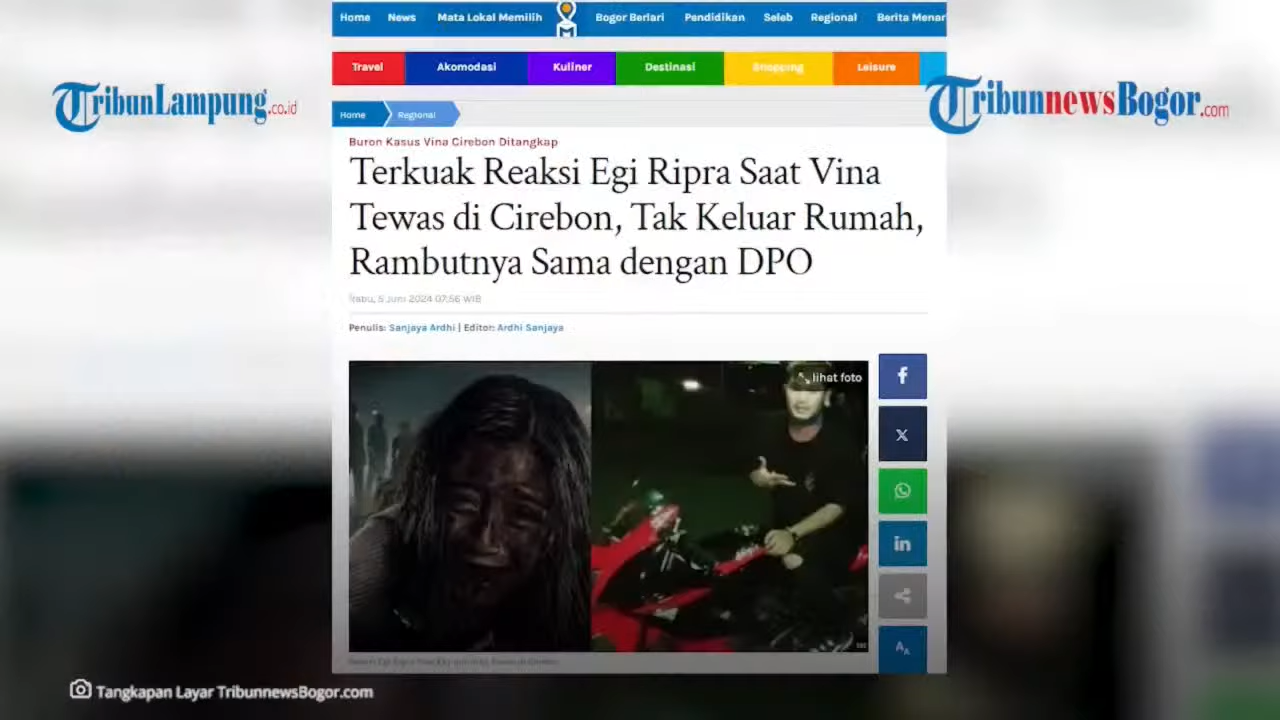 Home News Mata Lokal Memilih Bogor Berlari Pendidikan Seleb Regional Berita Menar
Travel Akomodasi Kuliner Destinasi Shopping Leisure
TribunLampung.co.id
TribunnewsBogor.com
Home Regional
Buron Kasus Vina Cirebon Ditangkap
Terkuak Reaksi Egi Ripra Saat Vina
Tewas di Cirebon, Tak Keluar Rumah,
Rambutnya Sama dengan DPO
Rabu, 5 Juni 2024 07:56 WIB
Penulis: Sanjaya Ardhi | Editor: Ardhi Sanjaya
lihat foto
Tangkapan Layar TribunnewsBogor.com